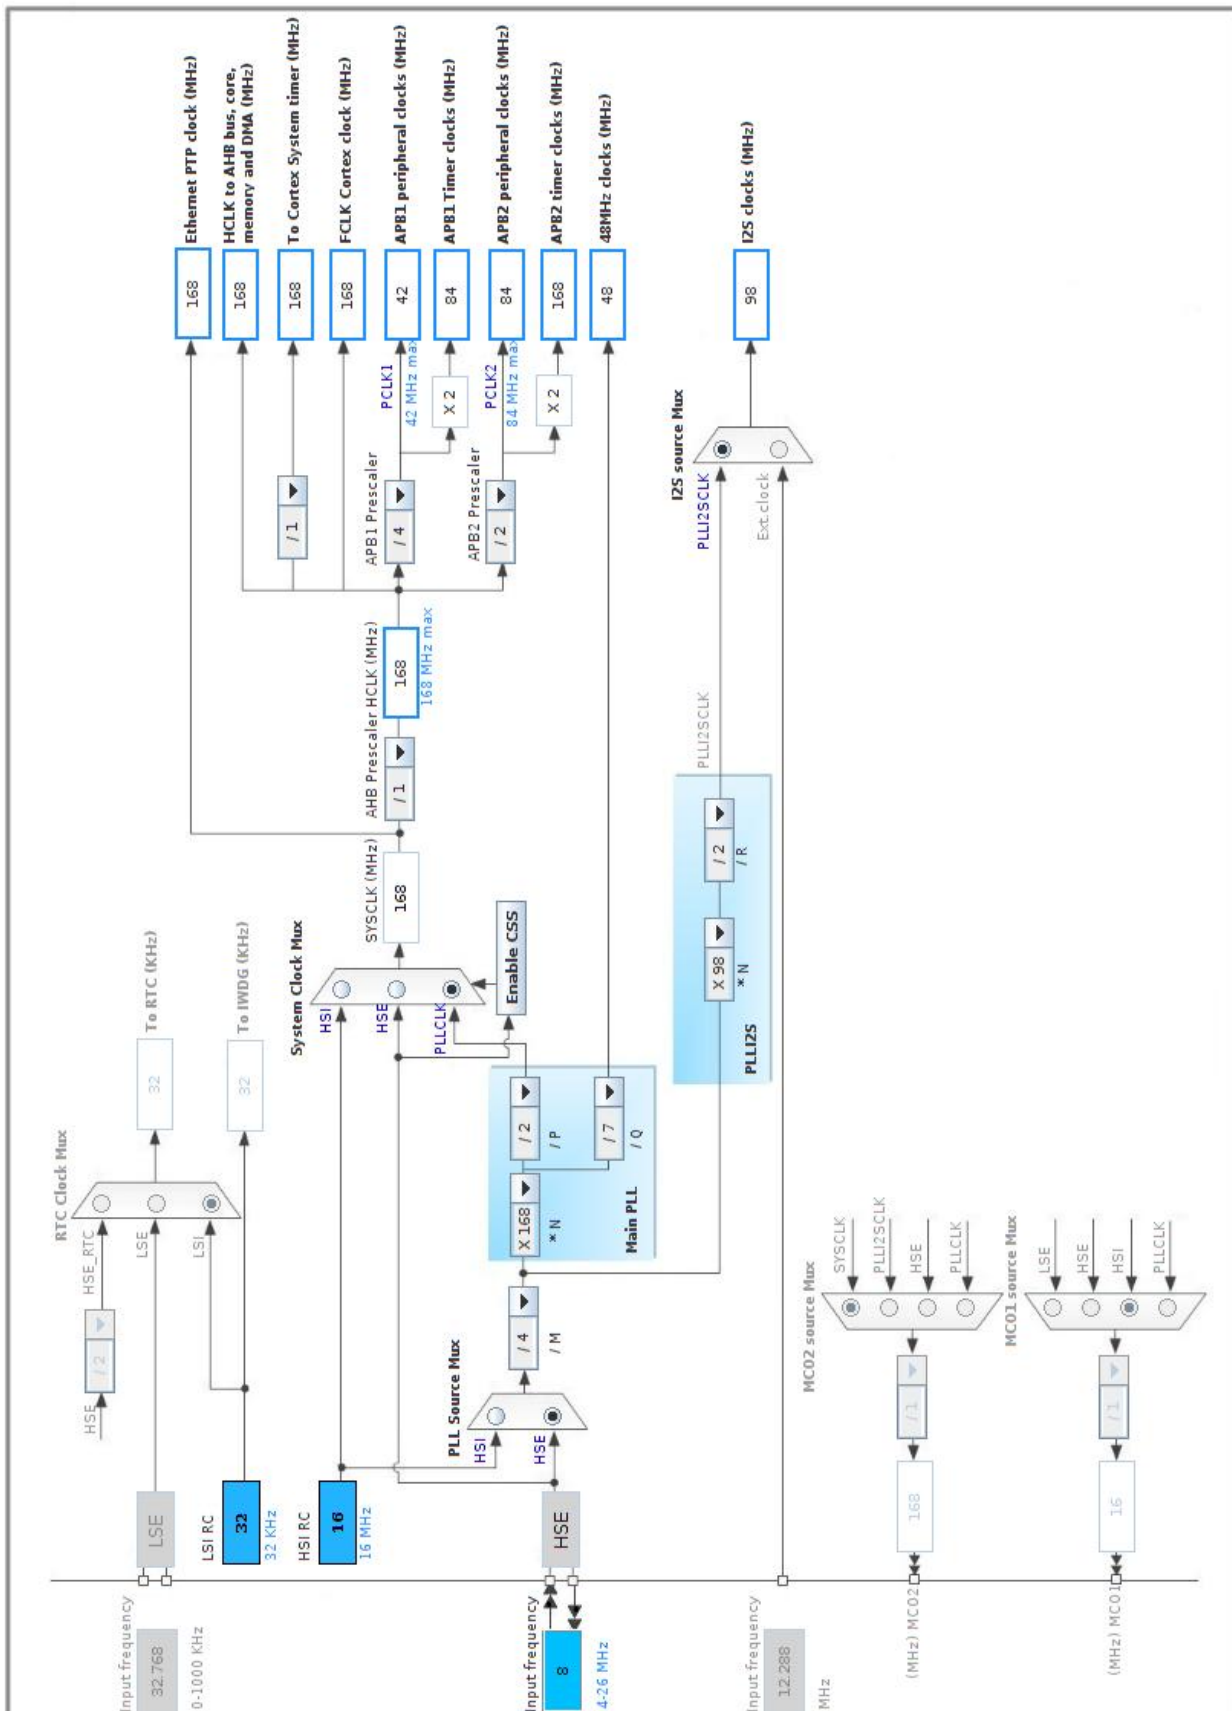 RTC Clock Mux
HSE
/ 2
HSE_RTC
LSE
LSI
32
To RTC (KHz)
32
To IWDG (KHz)
Input frequency
32.768
0-1000 KHz
LSE
LSI RC
32
32 KHz
HSI RC
16
16 MHz
Input frequency
8
4-26 MHz
HSE
PLL Source Mux
HSI
HSE
/ 4
/ M
X 168
* N
/ 2
/ P
/ 7
/ Q
Main PLL
System Clock Mux
HSI
HSE
PLLCLK
Enable CSS
SYSCLK (MHz)
168
AHB Prescaler
/ 1
HCLK (MHz)
168
168 MHz max
/ 1
APB1 Prescaler
/ 4
PCLK1
42 MHz max
X 2
APB2 Prescaler
/ 2
PCLK2
84 MHz max
X 2
168
Ethernet PTP clock (MHz)
168
HCLK to AHB bus, core,
memory and DMA (MHz)
168
To Cortex System timer (MHz)
168
FCLK Cortex clock (MHz)
42
APB1 peripheral clocks (MHz)
84
APB1 Timer clocks (MHz)
84
APB2 peripheral clocks (MHz)
168
APB2 timer clocks (MHz)
48
48MHz clocks (MHz)
PLLI2S
X 98
* N
/ 2
/ R
PLLI2SCLK
I2S source Mux
PLLI2SCLK
Ext.clock
98
I2S clocks (MHz)
Input frequency
12.288
MHz
MCO2 source Mux
SYSCLK
PLLI2SCLK
HSE
PLLCLK
/ 1
168
(MHz) MCO2
MCO1 source Mux
LSE
HSE
HSI
PLLCLK
/ 1
16
(MHz) MCO1